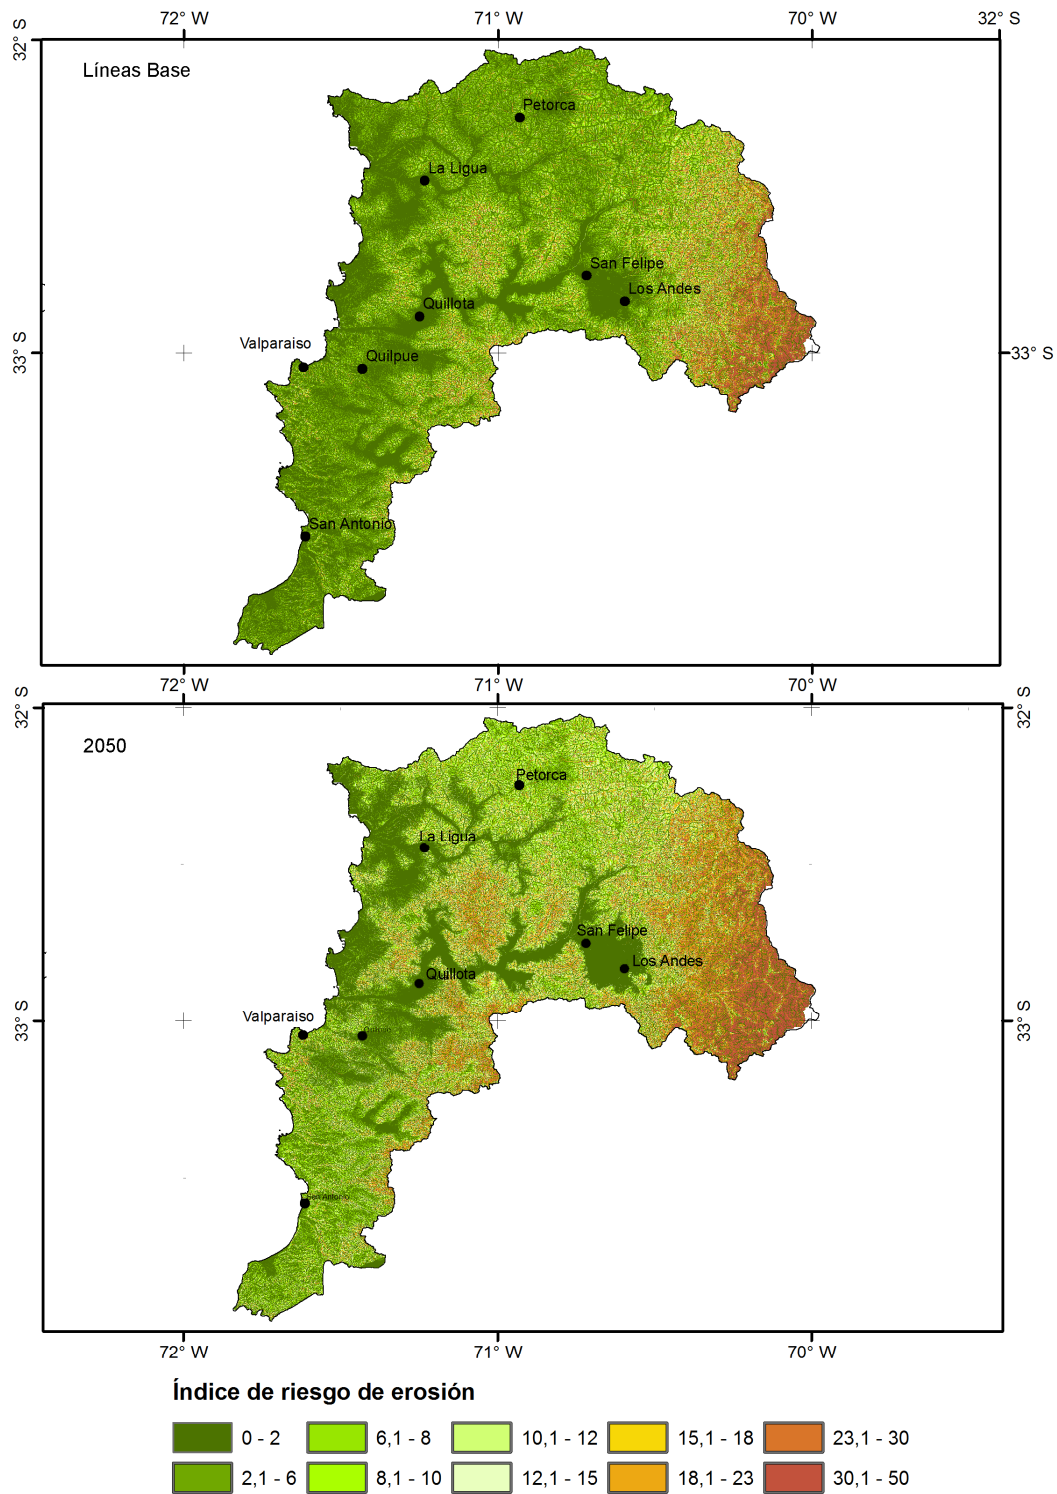 72° W 71° W 70° W 32° S
32° S
Líneas Base
Petorca
La Ligua
San Felipe
Los Andes
Quillota
Valparaiso
Quilpue
33° S 33° S
San Antonio
72° W 71° W 70° W
32° S 32° S
2050
Petorca
La Ligua
San Felipe
Los Andes
Quillota
Valparaiso
Quilpue
33° S 33° S
San Antonio
72° W 71° W 70° W
Índice de riesgo de erosión
0 - 2 6,1 - 8 10,1 - 12 15,1 - 18 23,1 - 30
2,1 - 6 8,1 - 10 12,1 - 15 18,1 - 23 30,1 - 50